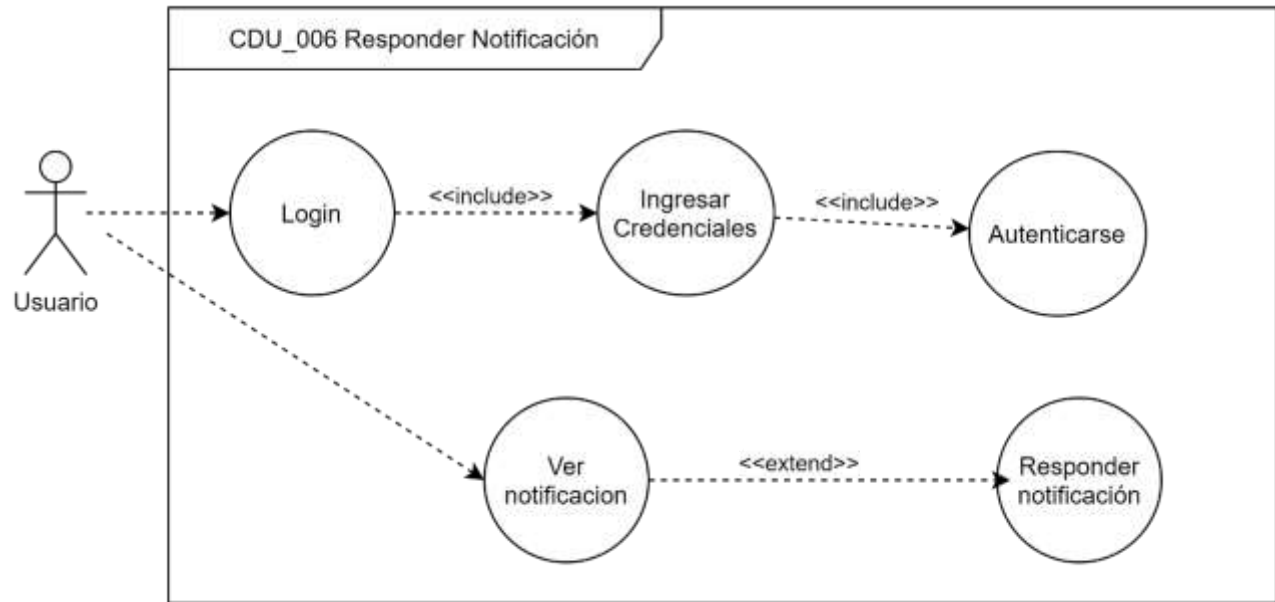 CDU_006 Responder Notificación
Usuario
Login
<<include>>
Ingresar
Credenciales
<<include>>
Autenticarse
Ver
notificacion
<<extend>>
Responder
notificación